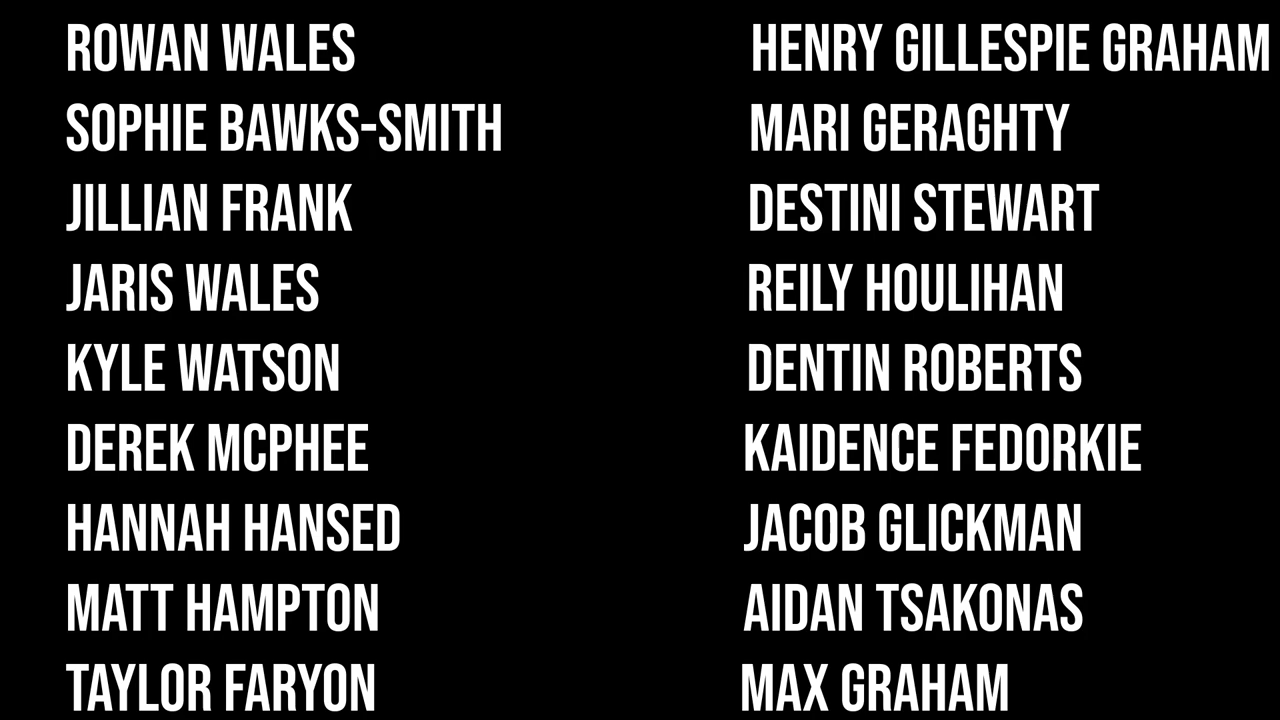 ROWAN WALES
SOPHIE BAWKS-SMITH
JILLIAN FRANK
JARIS WALES
KYLE WATSON
DEREK MCPHEE
HANNAH HANSED
MATT HAMPTON
TAYLOR FARYON
HENRY GILLESPIE GRAHAM
MARI GERAGHTY
DESTINI STEWART
REILY HOULIHAN
DENTIN ROBERTS
KAIDENCE FEDORKIE
JACOB GLICKMAN
AIDAN TSAKONAS
MAX GRAHAM